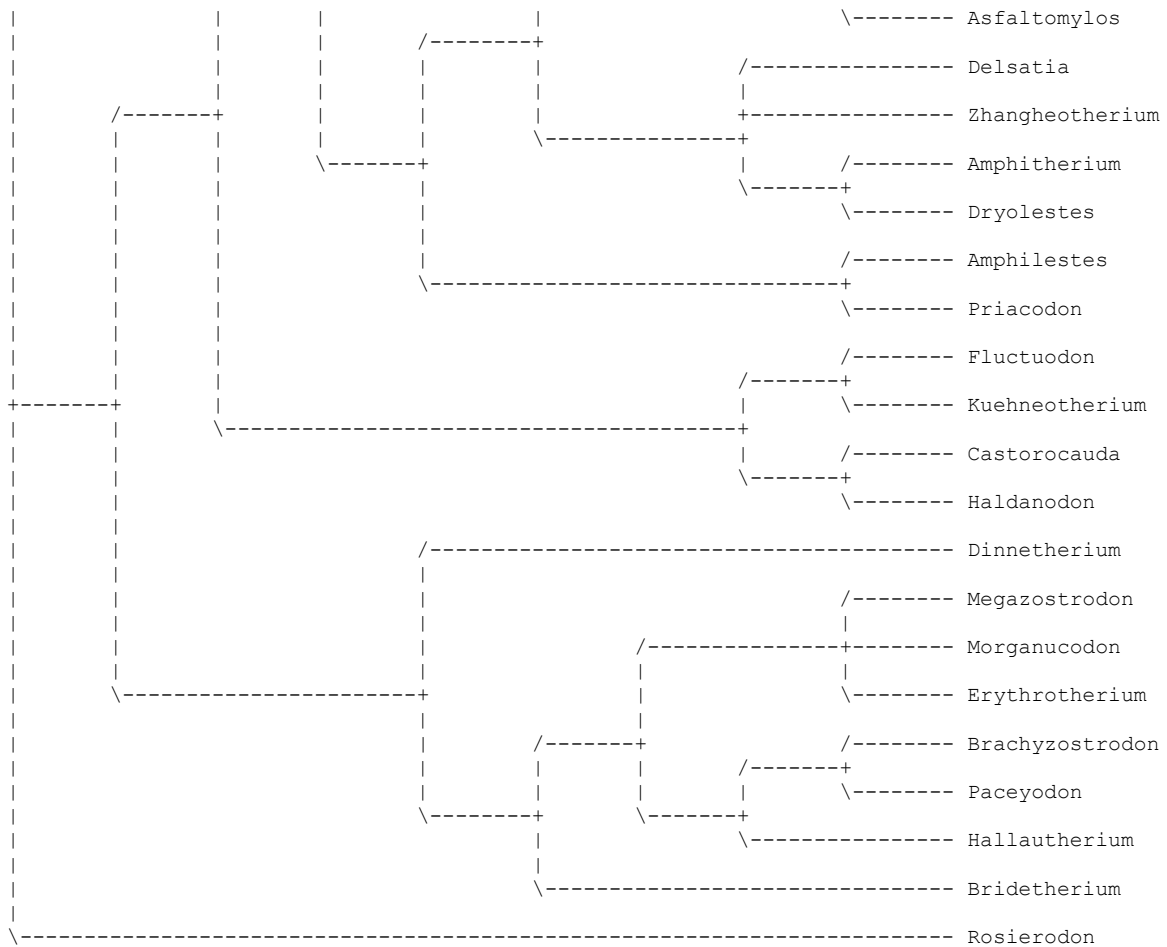 Asfaltomylos
Delsatia
Zhangheotherium
Amphitherium
Dryolestes
Amphilestes
Priacodon
Fluctuodon
Kuehneotherium
Castorocauda
Haldanodon
Dinnetherium
Megazostrodon
Morganucodon
Erythrotherium
Brachyzostrodon
Paceyodon
Hallautherium
Bridetherium
Rosierodon